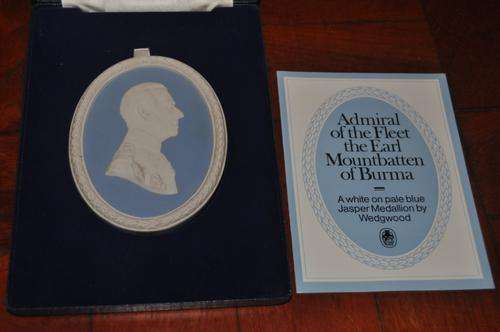 Admiral
of the Fleet
the Earl
Mountbatten
of Burma
A white on pale blue
Jasper Medallion by
Wedgwood